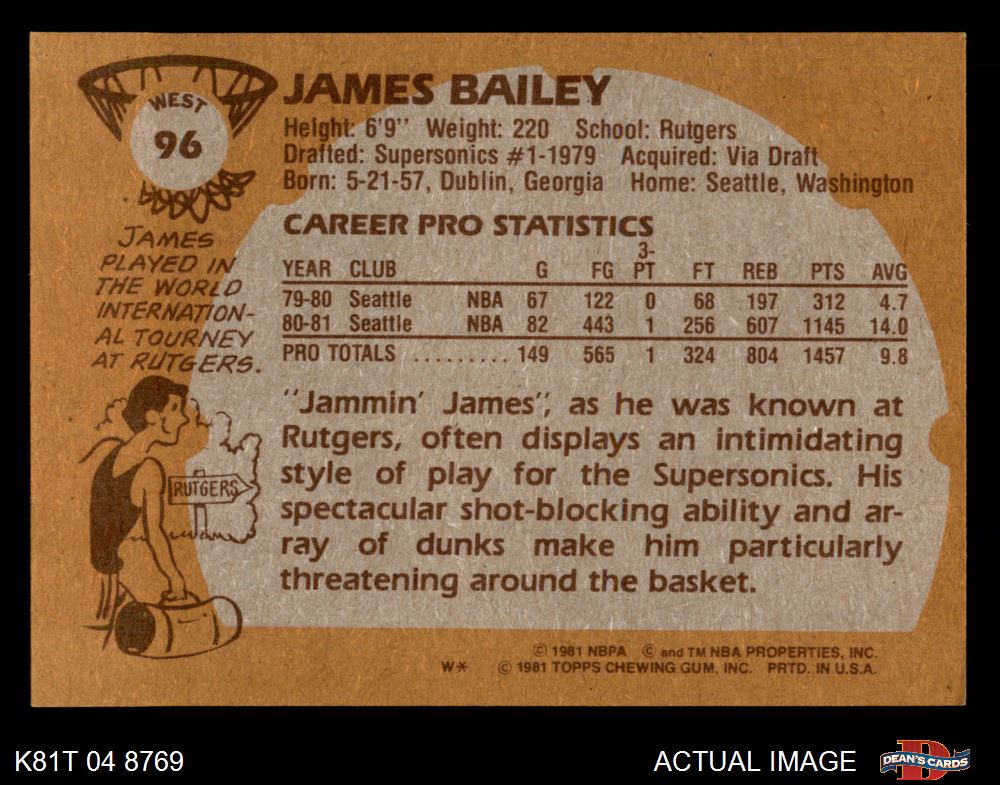 WEST
96
JAMES BAILEY
Height: 6'9" Weight: 220 School: Rutgers
Drafted: Supersonics #1-1979 Acquired: Via Draft
Born: 5-21-57, Dublin, Georgia Home: Seattle, Washington
JAMES
PLAYED IN
THE WORLD
INTERNATION-
AL TOURNEY
AT RUTGERS.
RUTGERS
CAREER PRO STATISTICS
YEAR CLUB G FG 3-PT FT REB PTS AVG
79-80 Seattle NBA 67 122 0 68 197 312 4.7
80-81 Seattle NBA 82 443 1 256 607 1145 14.0
PRO TOTALS ......... 149 565 1 324 804 1457 9.8
"Jammin' James", as he was known at
Rutgers, often displays an intimidating
style of play for the Supersonics. His
spectacular shot-blocking ability and ar-
ray of dunks make him particularly
threatening around the basket.
© 1981 NBPA © and TM NBA PROPERTIES, INC.
W* © 1981 TOPPS CHEWING GUM, INC. PRTD. IN U.S.A.
K81T 04 8769
ACTUAL IMAGE
D
DEAN'S CARDS